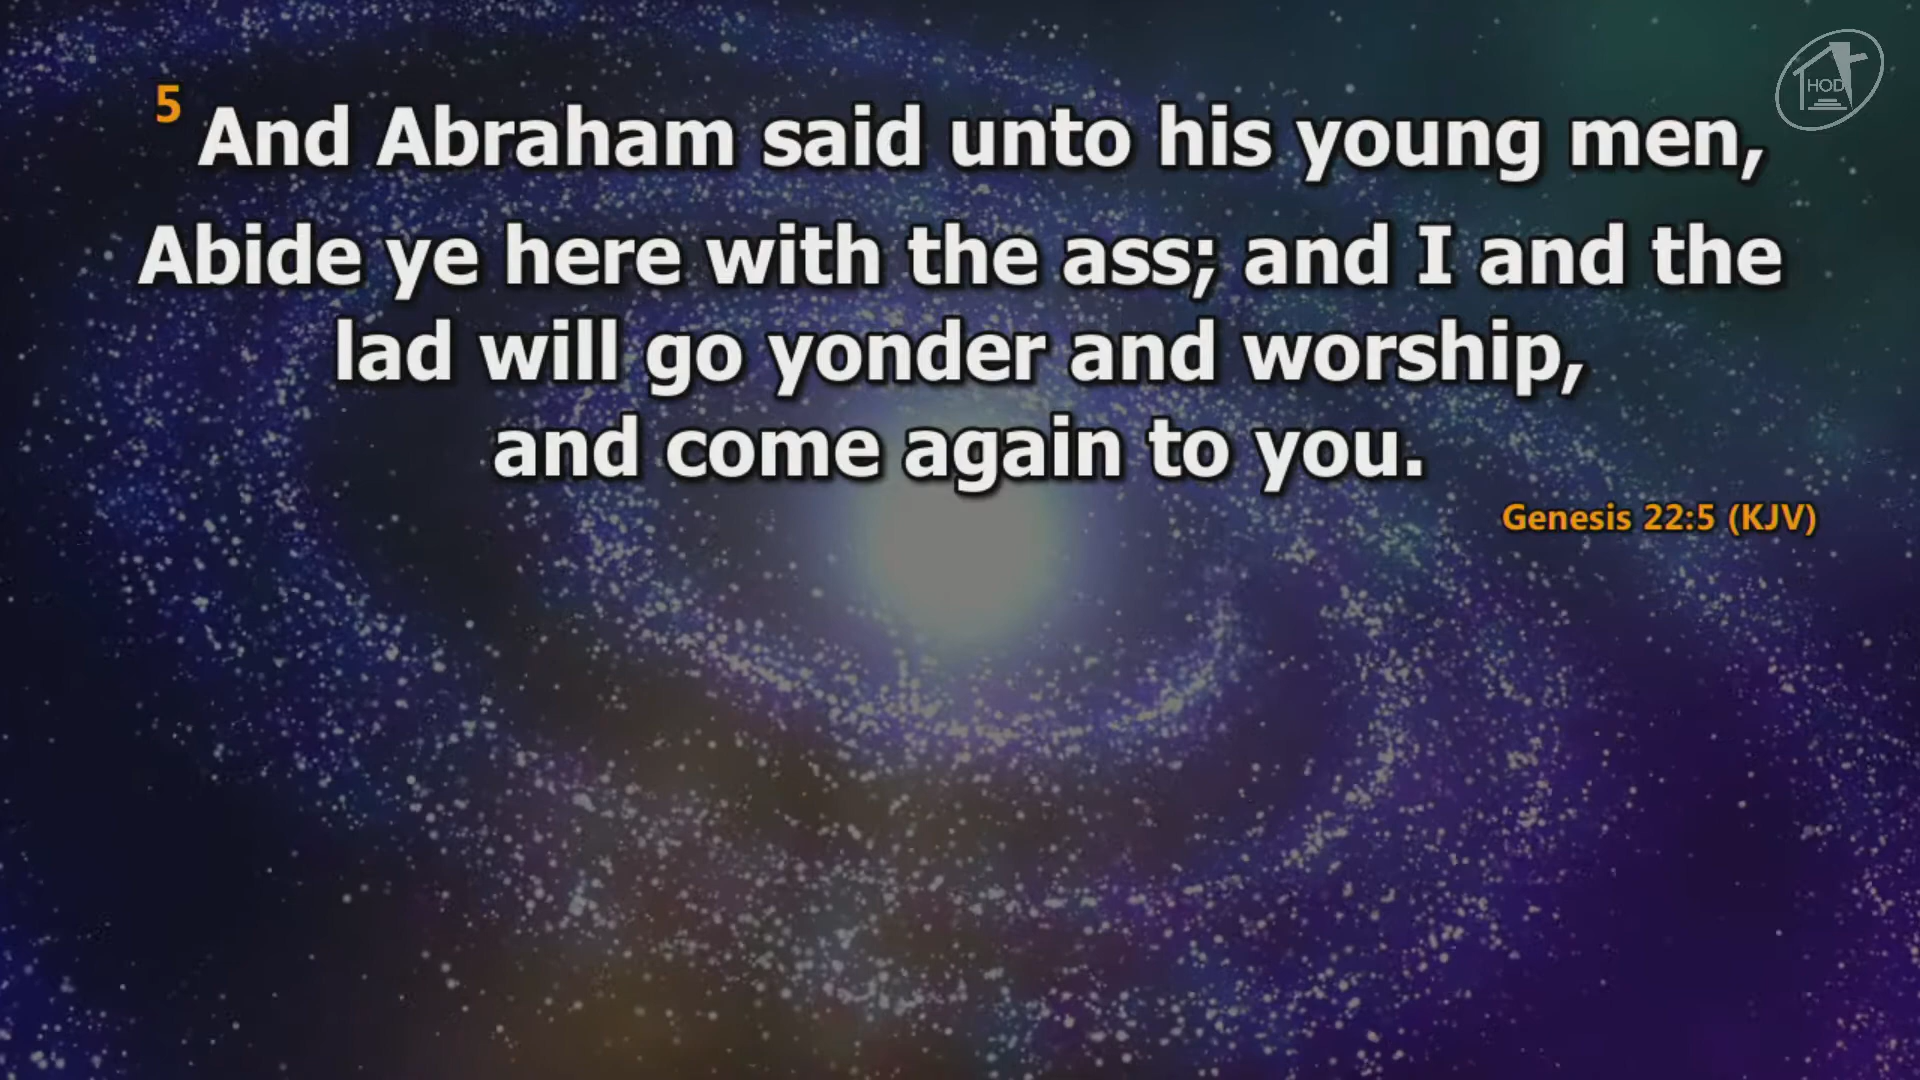 HOD
5 And Abraham said unto his young men,
Abide ye here with the ass; and I and the
lad will go yonder and worship,
and come again to you.
Genesis 22:5 (KJV)